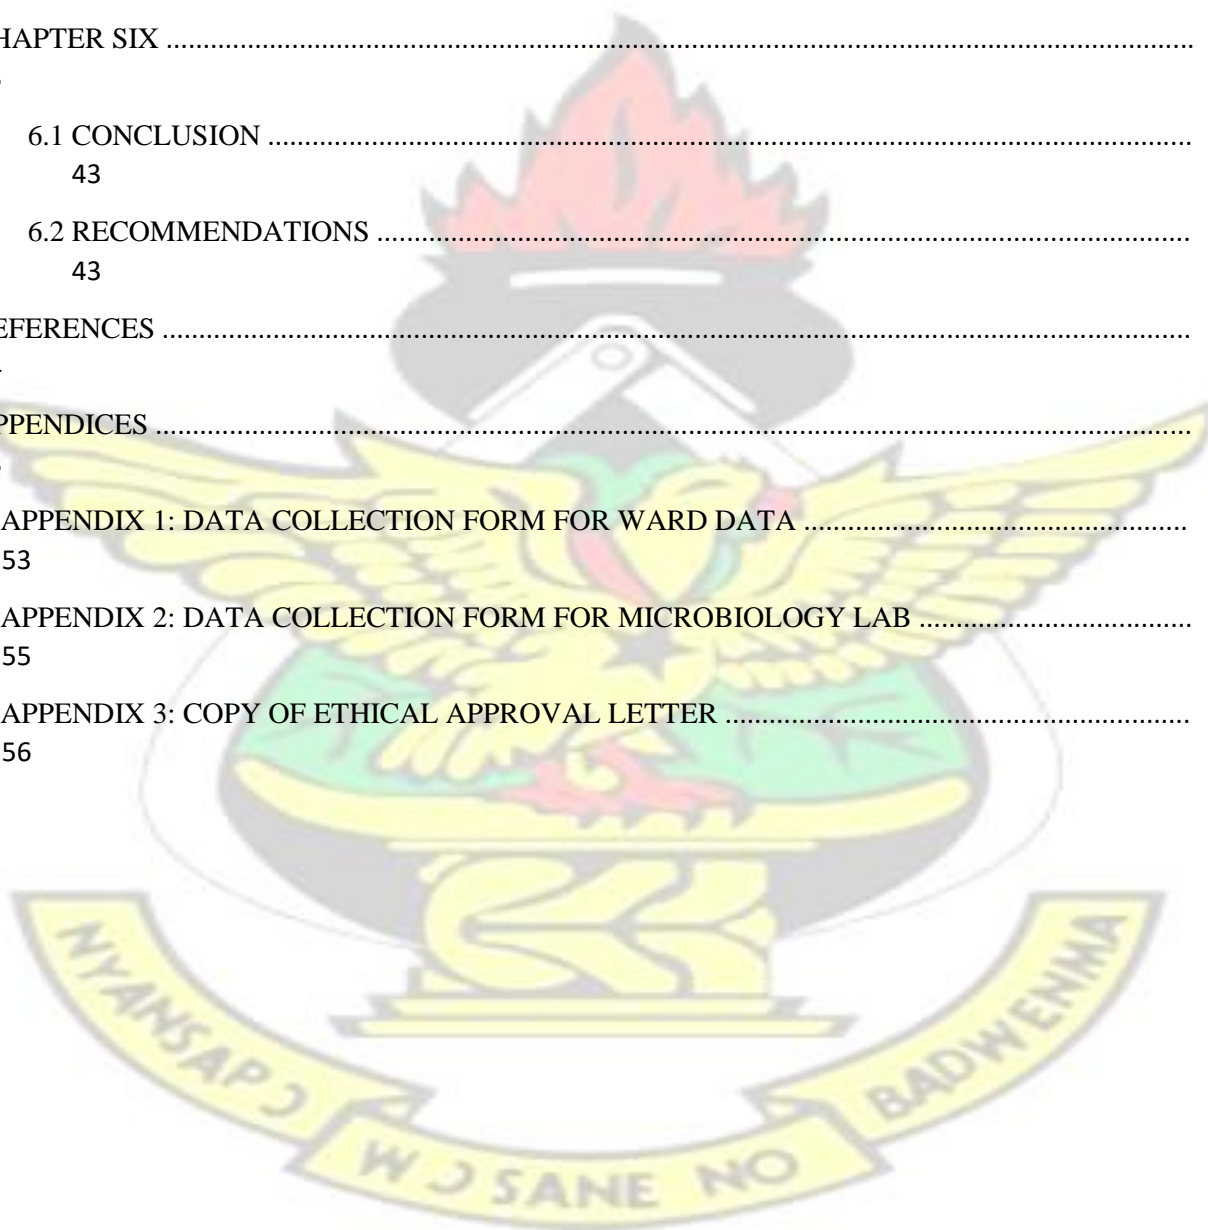 HAPTER SIX ........................................................................................................................................
6.1 CONCLUSION ............................................................................................................................
43
6.2 RECOMMENDATIONS ..............................................................................................................
43
EFERENCES ..........................................................................................................................................
PPENDICES ...........................................................................................................................................
APPENDIX 1: DATA COLLECTION FORM FOR WARD DATA ....................................................
53
APPENDIX 2: DATA COLLECTION FORM FOR MICROBIOLOGY LAB .....................................
55
APPENDIX 3: COPY OF ETHICAL APPROVAL LETTER ...............................................................
56
NYANSAP Ɔ
W Ɔ SANE NO
BADWENMA